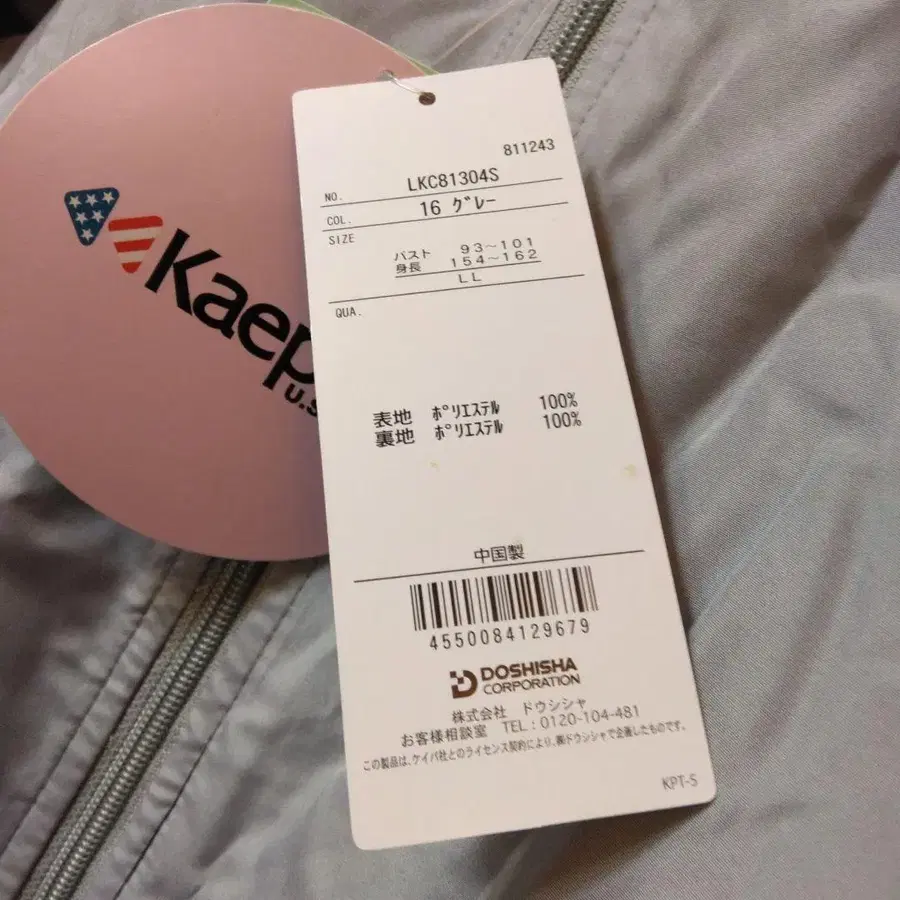 Kaep
U.S
811243
NO. LKC81304S
COL. 16 ｸﾞﾚｰ
SIZE
バスト 93～101
身長 154～162
LL
QUA.
表地 ﾎﾟﾘｴｽﾃﾙ 100%
裏地 ﾎﾟﾘｴｽﾃﾙ 100%
中国製
4550084129679
DOSHISHA
CORPORATION
株式会社 ドウシシャ
お客様相談室 TEL:0120-104-481
この製品は、ケイパ社とのライセンス契約により、㈱ドウシシャで企画したものです。
KPT-S